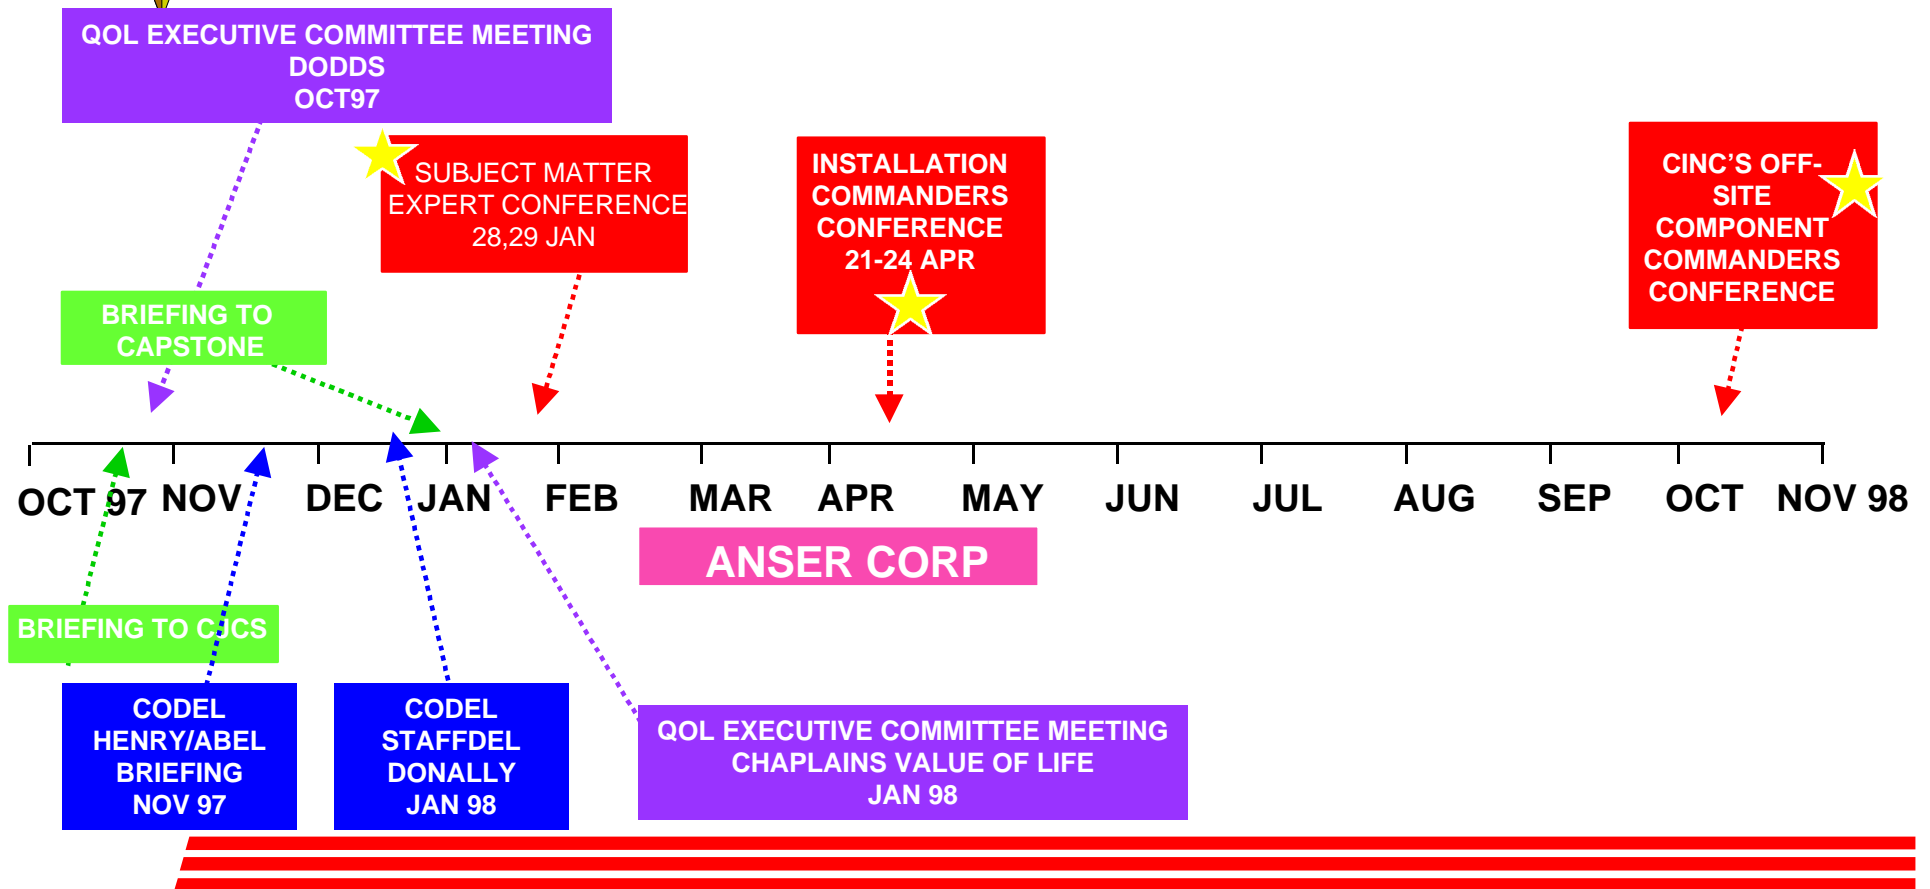 QOL EXECUTIVE COMMITTEE MEETING
DODDS
OCT97
SUBJECT MATTER
EXPERT CONFERENCE
28,29 JAN
INSTALLATION
COMMANDERS
CONFERENCE
21-24 APR
CINC'S OFF-
SITE
COMPONENT
COMMANDERS
CONFERENCE
BRIEFING TO
CAPSTONE
OCT 97 NOV DEC JAN FEB MAR APR MAY JUN JUL AUG SEP OCT NOV 98
ANSER CORP
BRIEFING TO CJCS
CODEL
HENRY/ABEL
BRIEFING
NOV 97
CODEL
STAFFDEL
DONALLY
JAN 98
QOL EXECUTIVE COMMITTEE MEETING
CHAPLAINS VALUE OF LIFE
JAN 98